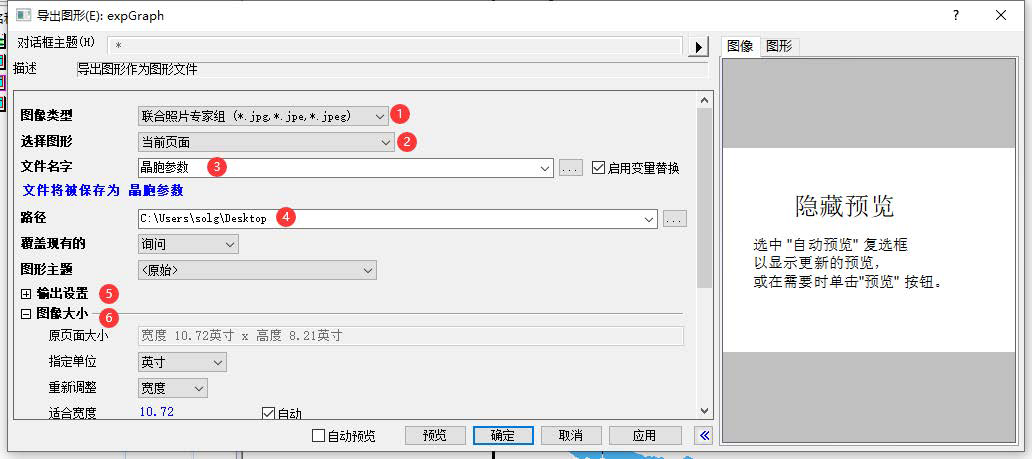 导出图形(E): expGraph
?
对话框主题(H) *
描述 导出图形作为图形文件
图像类型 联合照片专家组 (*.jpg,*.jpe,*.jpeg) 1
选择图形 当前页面 2
文件名字 晶胞参数 3 ... 启用变量替换
文件将被保存为 晶胞参数
路径 C:\Users\solg\Desktop 4 ...
覆盖现有的 询问
图形主题 <原始>
输出设置 5
图像大小 6
原页面大小 宽度 10.72英寸 x 高度 8.21英寸
指定单位 英寸
重新调整 宽度
适合宽度 10.72 自动
自动预览 预览 确定 取消 应用
图像 图形
隐藏预览
选中 "自动预览" 复选框
以显示更新的预览,
或在需要时单击"预览" 按钮。